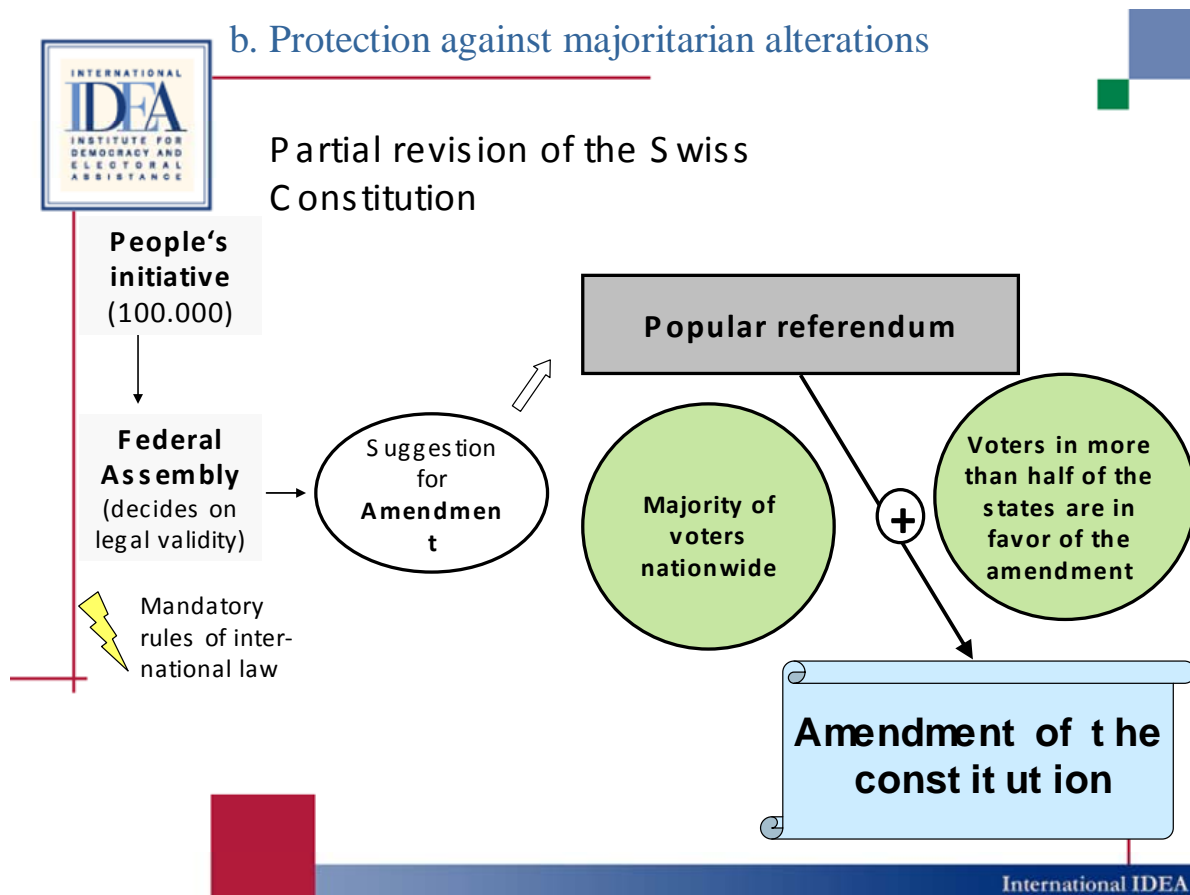 b. Protection against majoritarian alterations
INTERNATIONAL
IDEA
INSTITUTE FOR
DEMOCRACY AND
ELECTORAL
ASSISTANCE
Partial revision of the Swiss
Constitution
People‘s
initiative
(100.000)
Federal
Assembly
(decides on
legal validity)
Mandatory
rules of inter-
national law
Suggestion
for
Amendmen
t
Popular referendum
Majority of
voters
nationwide
+
Voters in more
than half of the
states are in
favor of the
amendment
Amendment of the
constitution
International IDEA